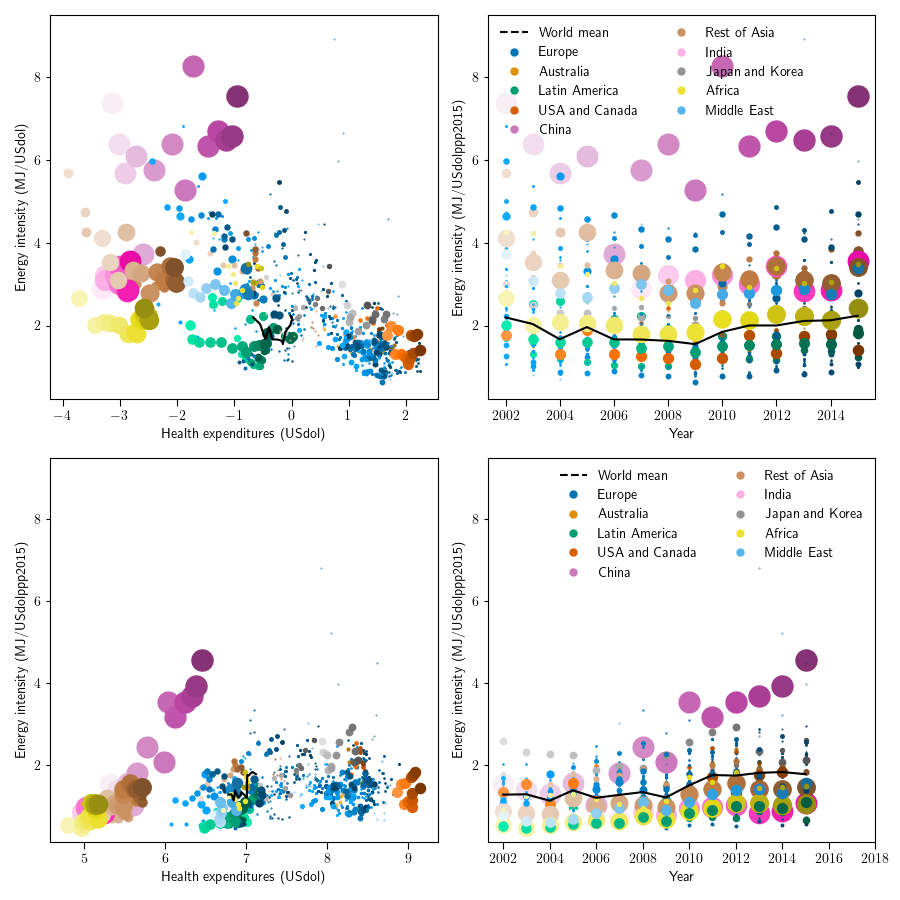 World mean
Europe
Australia
Latin America
USA and Canada
China
Rest of Asia
India
Japan and Korea
Africa
Middle East
8
6
4
2
Energy intensity (MJ/USdol)
−4 −3 −2 −1 0 1 2
Health expenditures (USdol)
8
6
4
2
Energy intensity (MJ/USdolppp2015)
2002 2004 2006 2008 2010 2012 2014
Year
8
6
4
2
Energy intensity (MJ/USdolppp2015)
5 6 7 8 9
Health expenditures (USdol)
World mean
Europe
Australia
Latin America
USA and Canada
China
Rest of Asia
India
Japan and Korea
Africa
Middle East
8
6
4
2
Energy intensity (MJ/USdolppp2015)
2002 2004 2006 2008 2010 2012 2014 2016 2018
Year